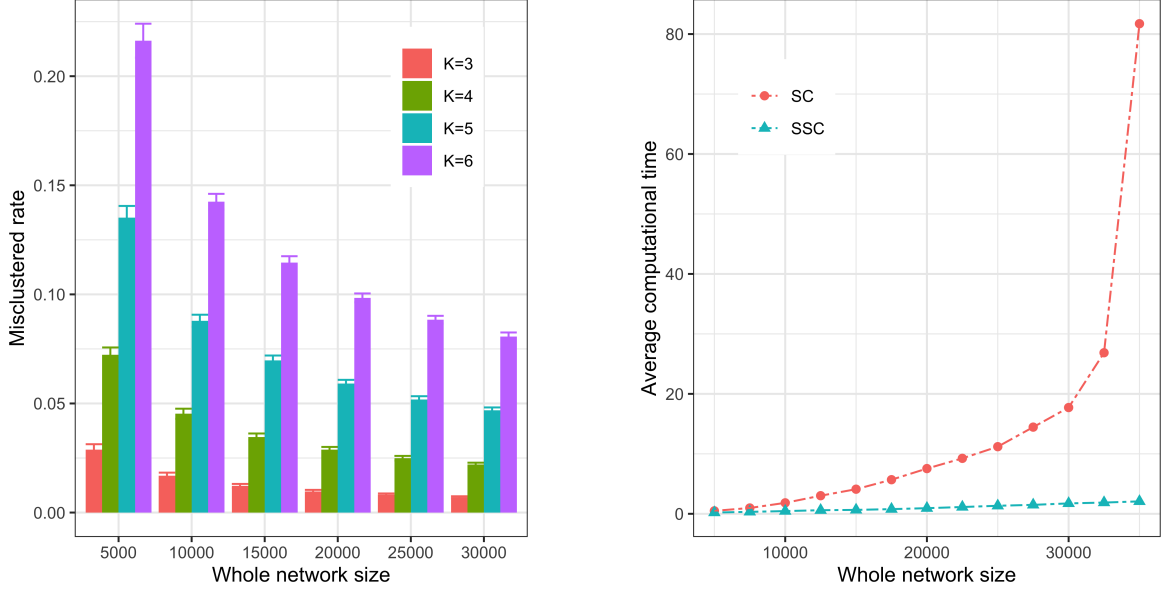 Misclustered rate
0.20
0.15
0.10
0.05
0.00
K=3
K=4
K=5
K=6
5000 10000 15000 20000 25000 30000
Whole network size
Average computational time
80
60
40
20
0
SC
SSC
10000 20000 30000
Whole network size